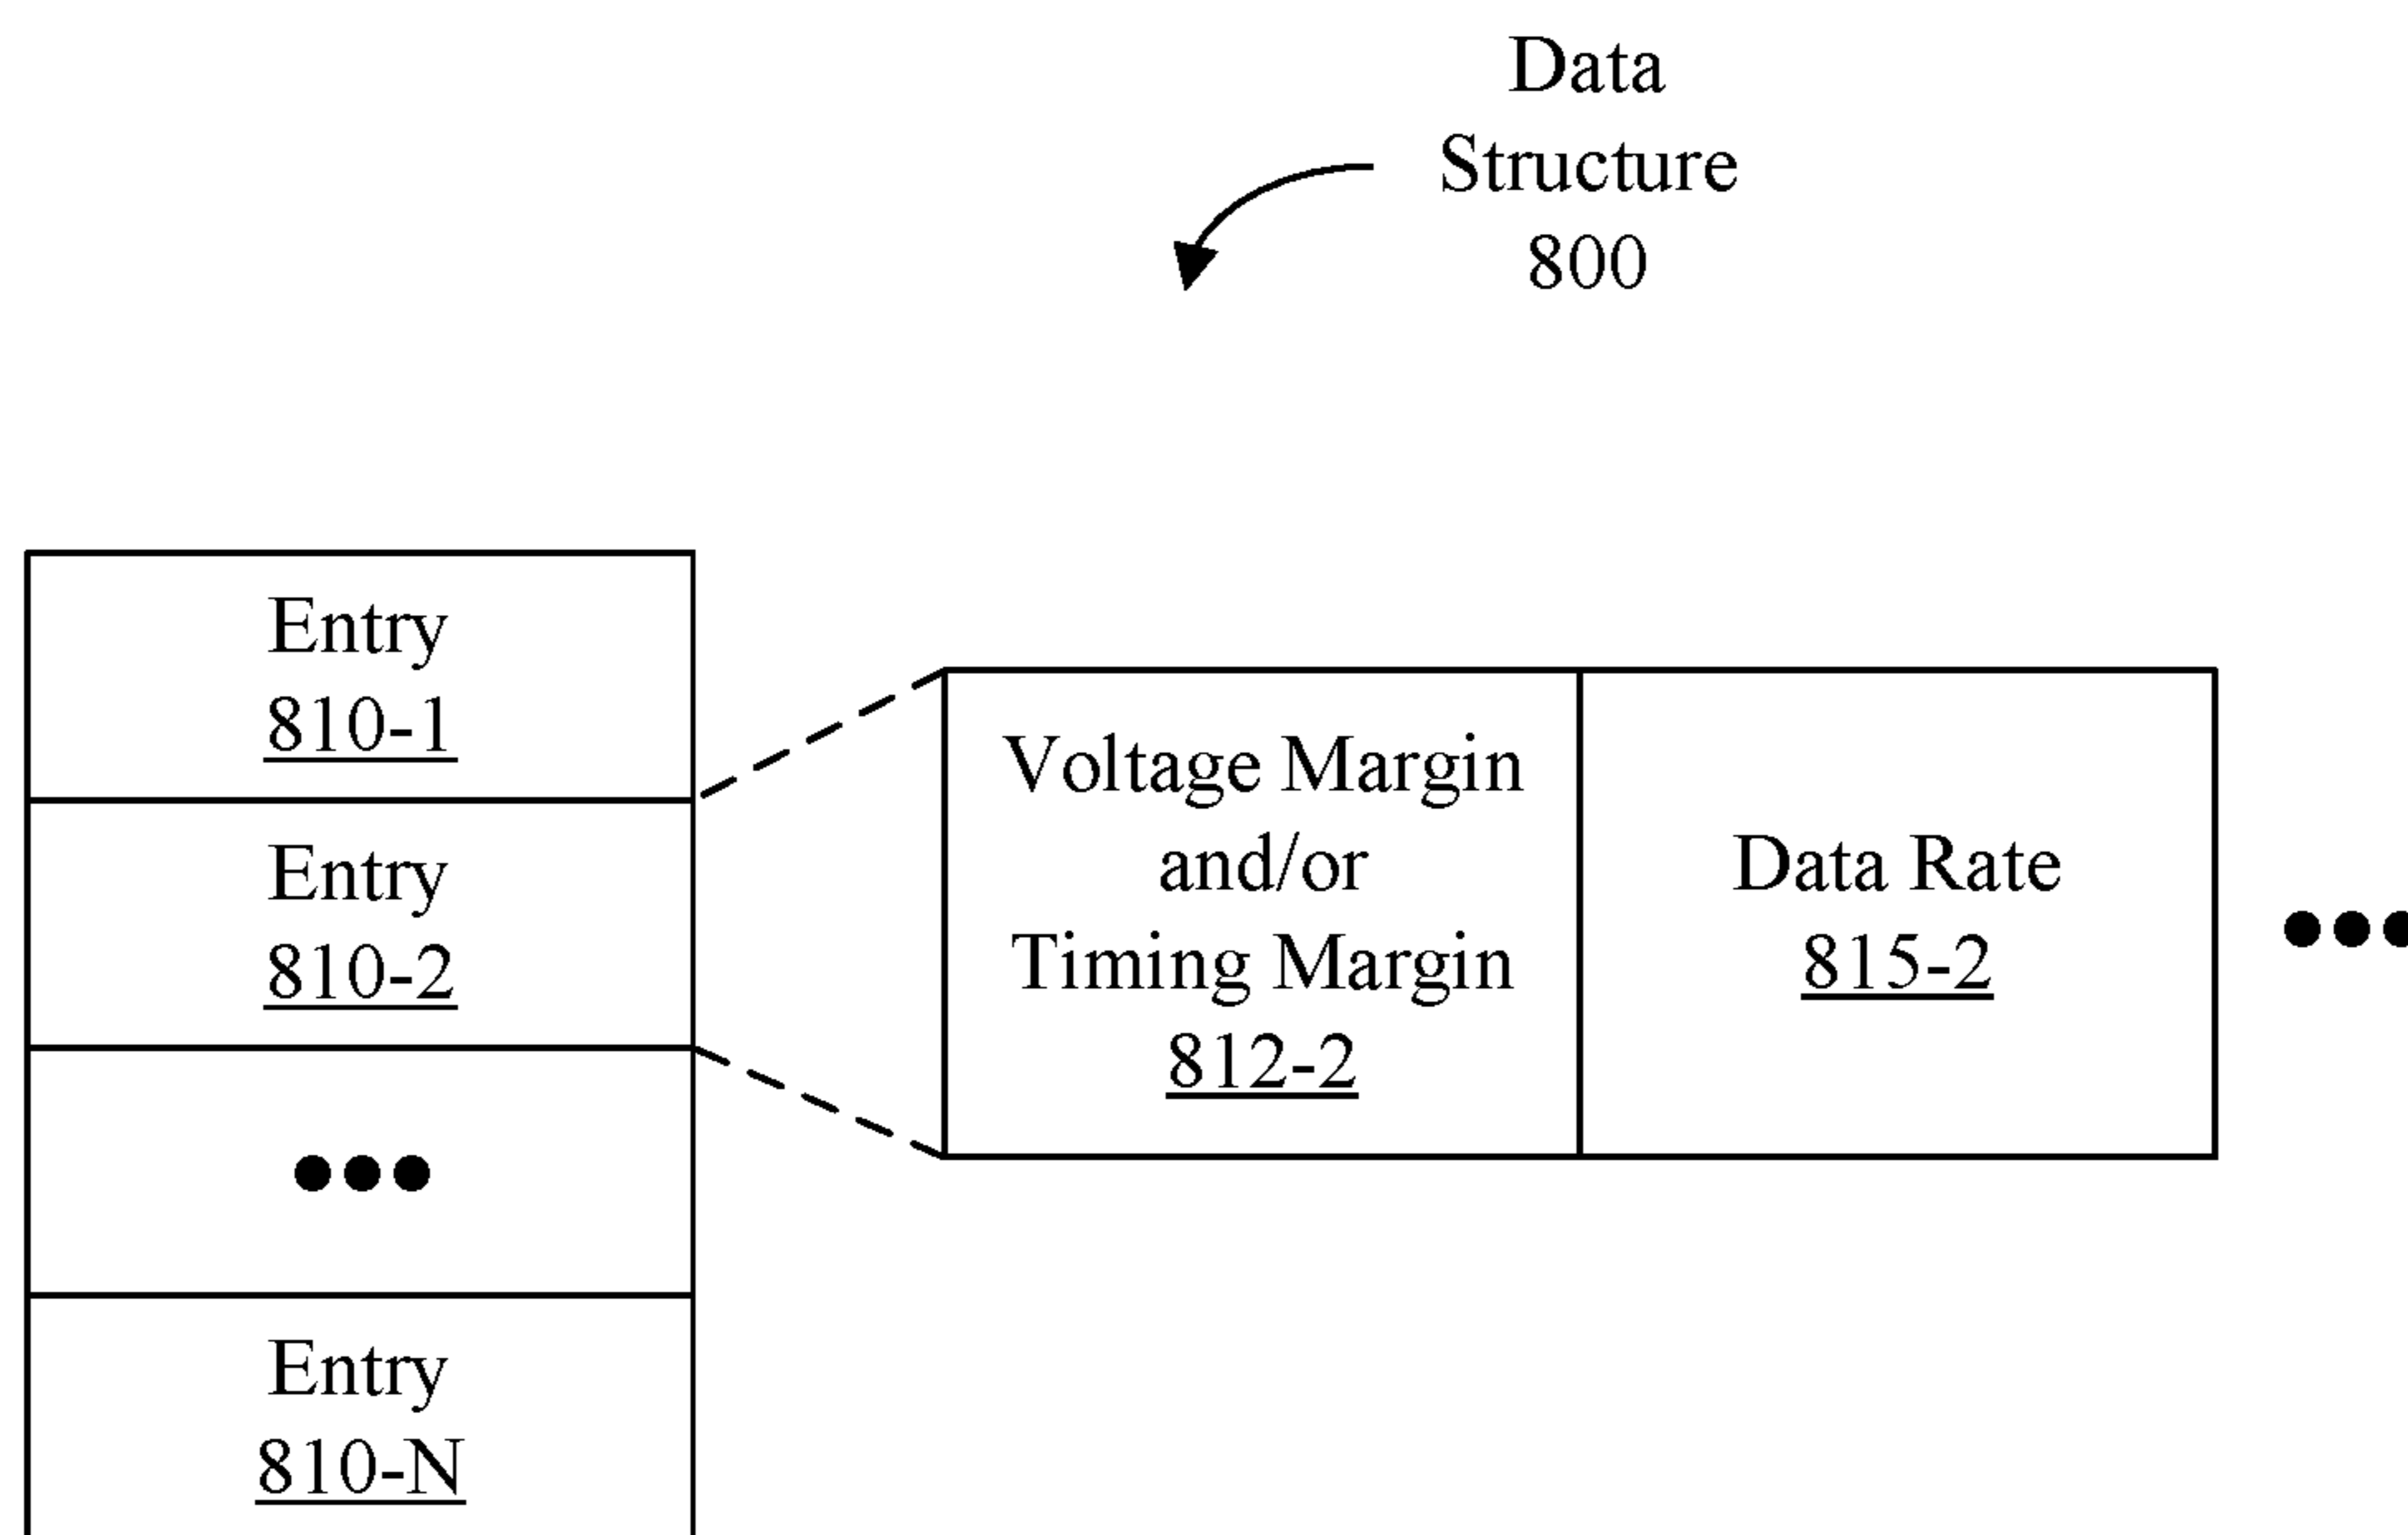 Data
Structure
800
Entry
810-1
Entry
810-2
•••
Entry
810-N
Voltage Margin
and/or
Timing Margin
812-2
Data Rate
815-2
•••